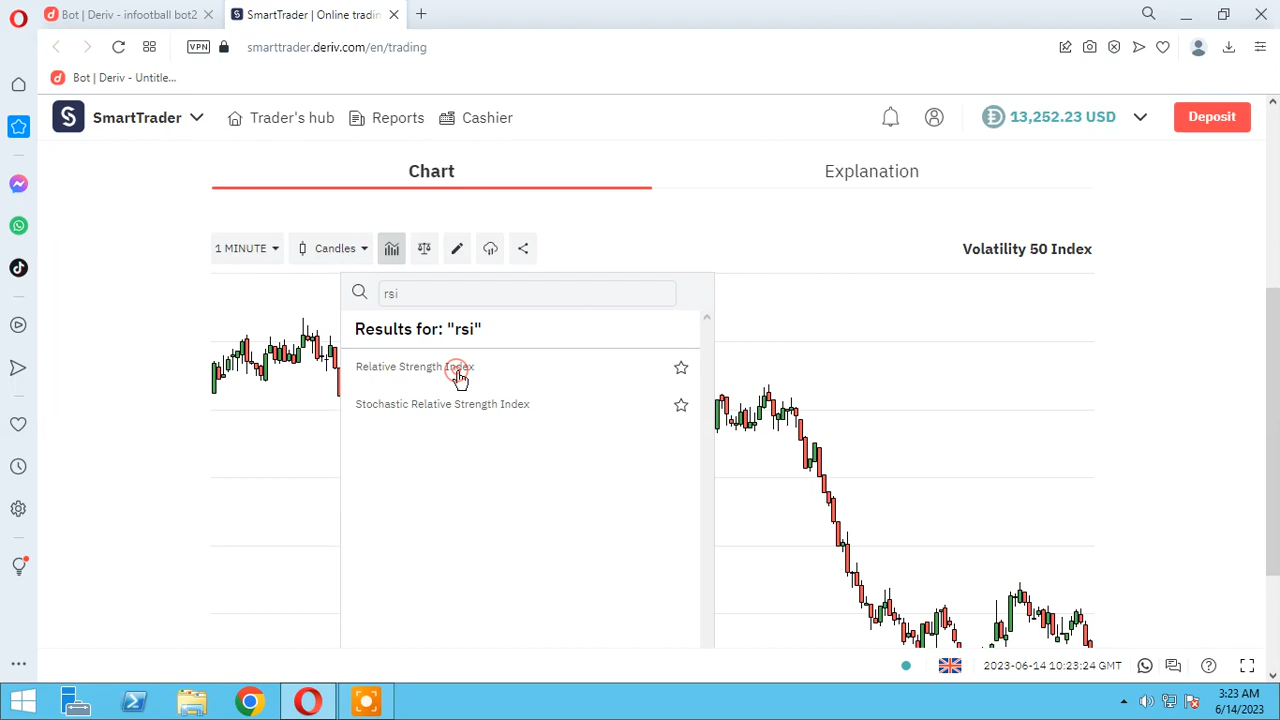 Bot | Deriv - infootball bot2
SmartTrader | Online tradin
VPN
smarttrader.deriv.com/en/trading
Bot | Deriv - Untitle...
S
SmartTrader
Trader's hub
Reports
Cashier
13,252.23 USD
Deposit
Chart
Explanation
1 MINUTE
Candles
Volatility 50 Index
rsi
Results for: "rsi"
Relative Strength Index
Stochastic Relative Strength Index
2023-06-14 10:23:24 GMT
3:23 AM
6/14/2023